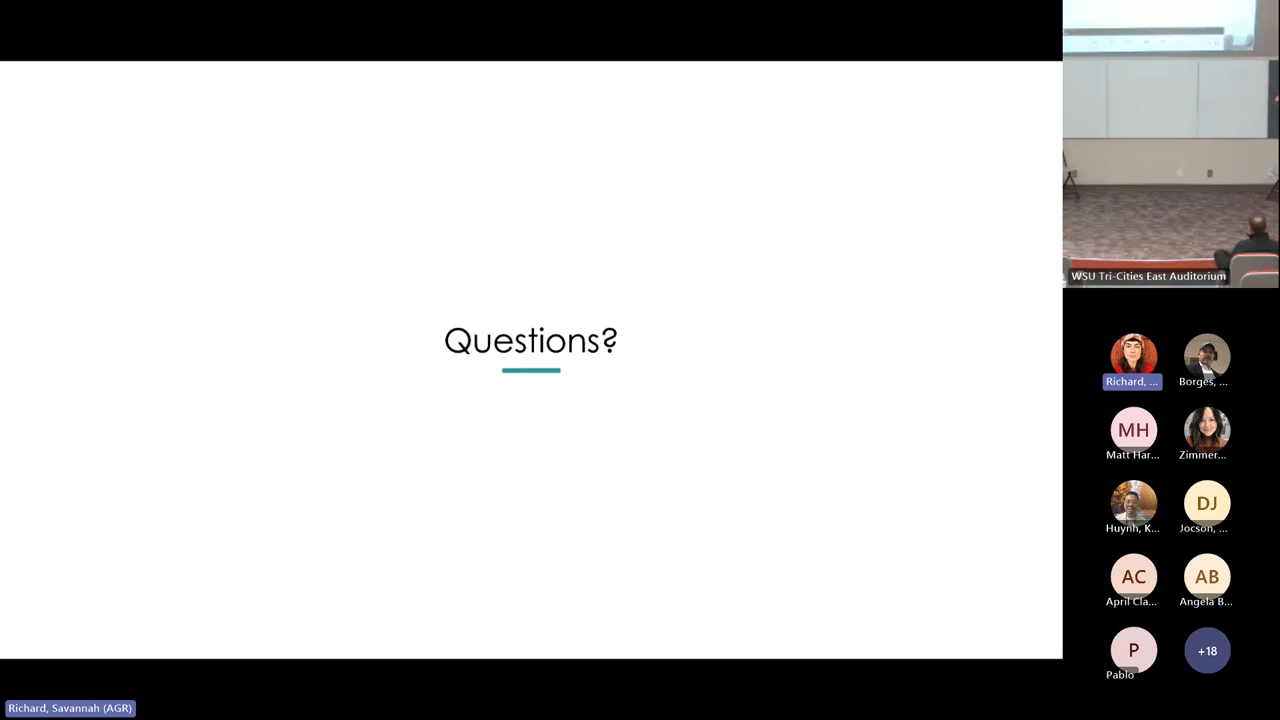 Questions?
WSU Tri-Cities East Auditorium
Richard, ...
Borges, ...
MH
Matt Har...
Zimmer...
Huynh, K...
DJ
Jocson, ...
AC
April Cla...
AB
Angela B...
P
Pablo
+18
Richard, Savannah (AGR)